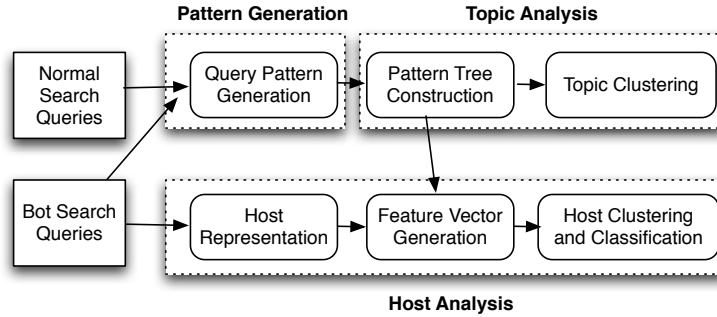 Pattern Generation
Topic Analysis
Normal
Search
Queries
Query Pattern
Generation
Pattern Tree
Construction
Topic Clustering
Bot Search
Queries
Host
Representation
Feature Vector
Generation
Host Clustering
and Classification
Host Analysis